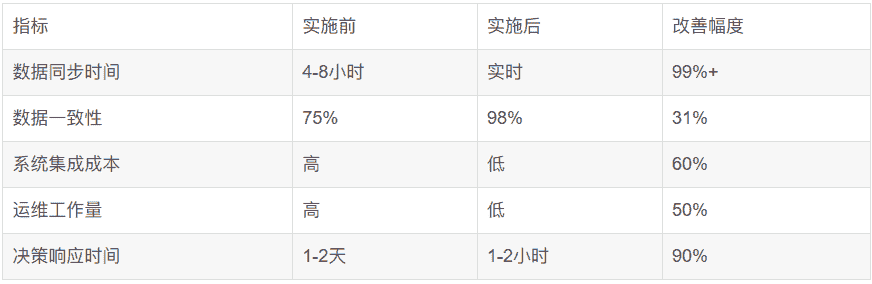 指标 实施前 实施后 改善幅度
数据同步时间 4-8小时 实时 99%+
数据一致性 75% 98% 31%
系统集成成本 高 低 60%
运维工作量 高 低 50%
决策响应时间 1-2天 1-2小时 90%